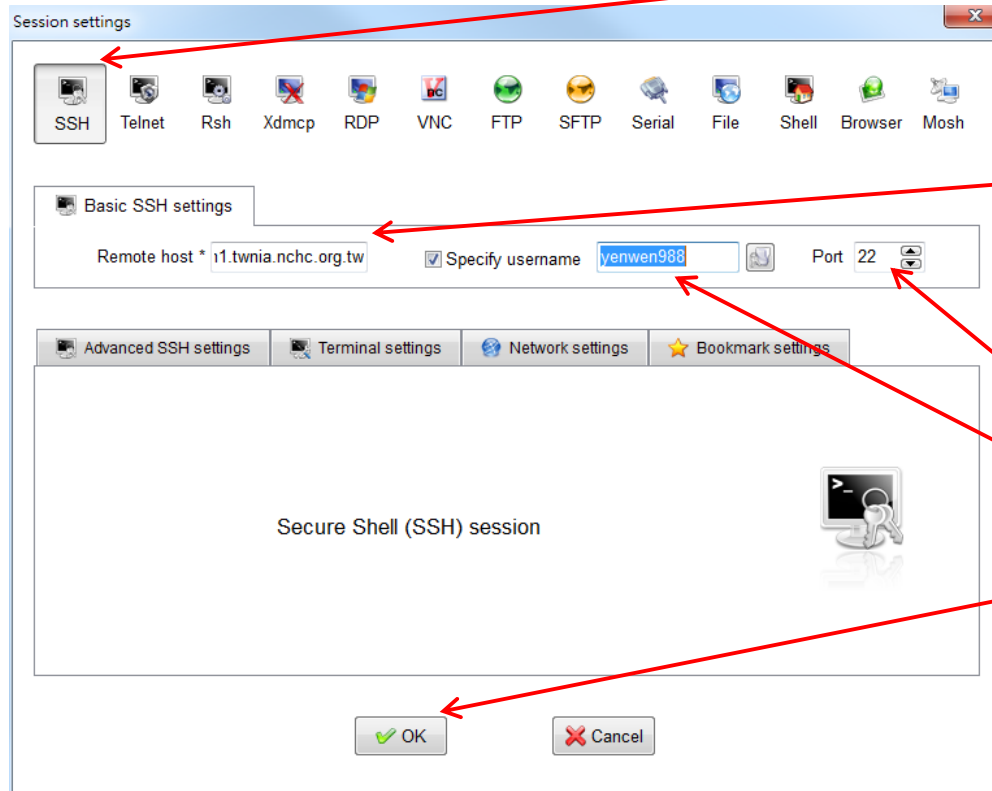 Session settings
SSH Telnet Rsh Xdmcp RDP VNC FTP SFTP Serial File Shell Browser Mosh
Basic SSH settings
Remote host * 1.twnia.nchc.org.tw Specify username yenwen988 Port 22
Advanced SSH settings Terminal settings Network settings Bookmark settings
Secure Shell (SSH) session
OK Cancel